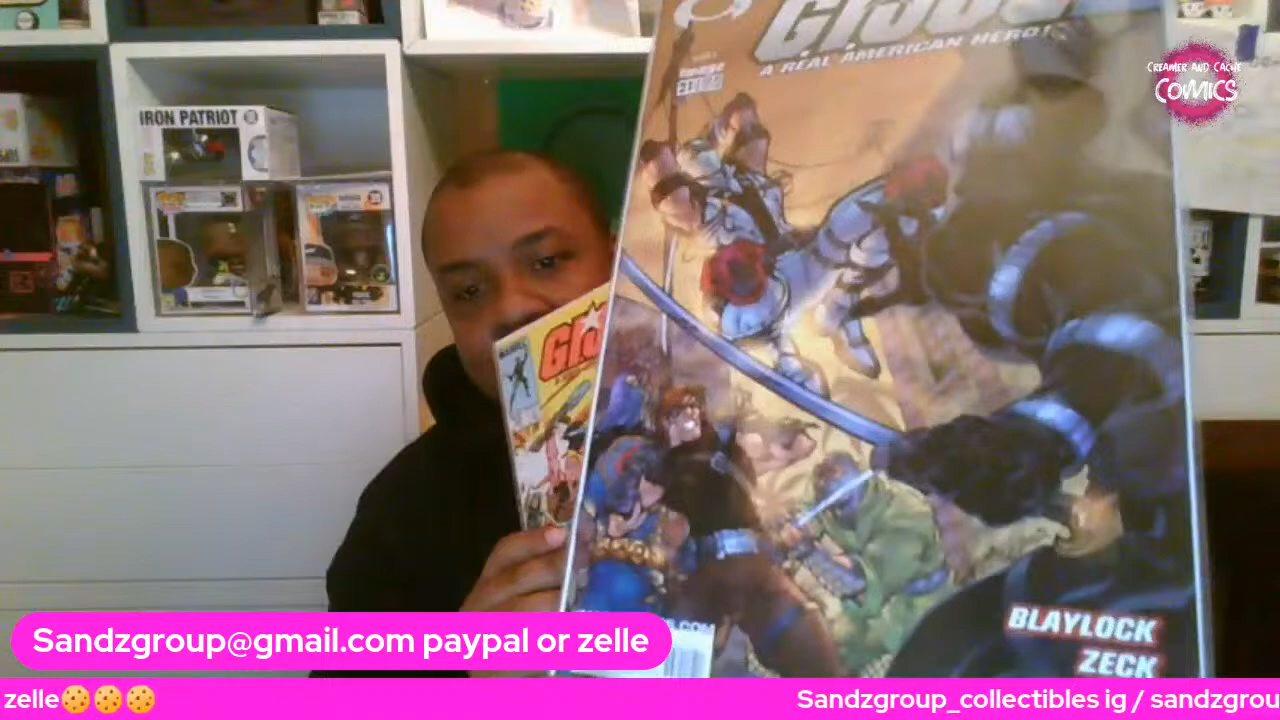 IRON PATRIOT
G.I. JOE
A REAL AMERICAN HERO!
CREAMER AND CACHE
COMICS
BLAYLOCK
ZECK
Sandzgroup@gmail.com paypal or zelle
zelle🍪🍪🍪
Sandzgroup_collectibles ig / sandzgrou